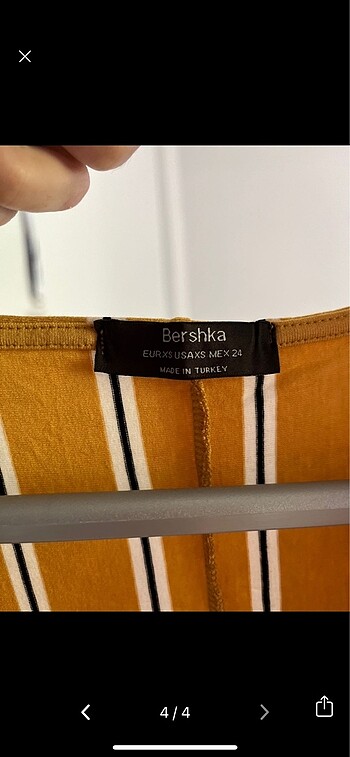 Bershka
EUR XS USA XS MEX 24
MADE IN TURKEY
4 / 4